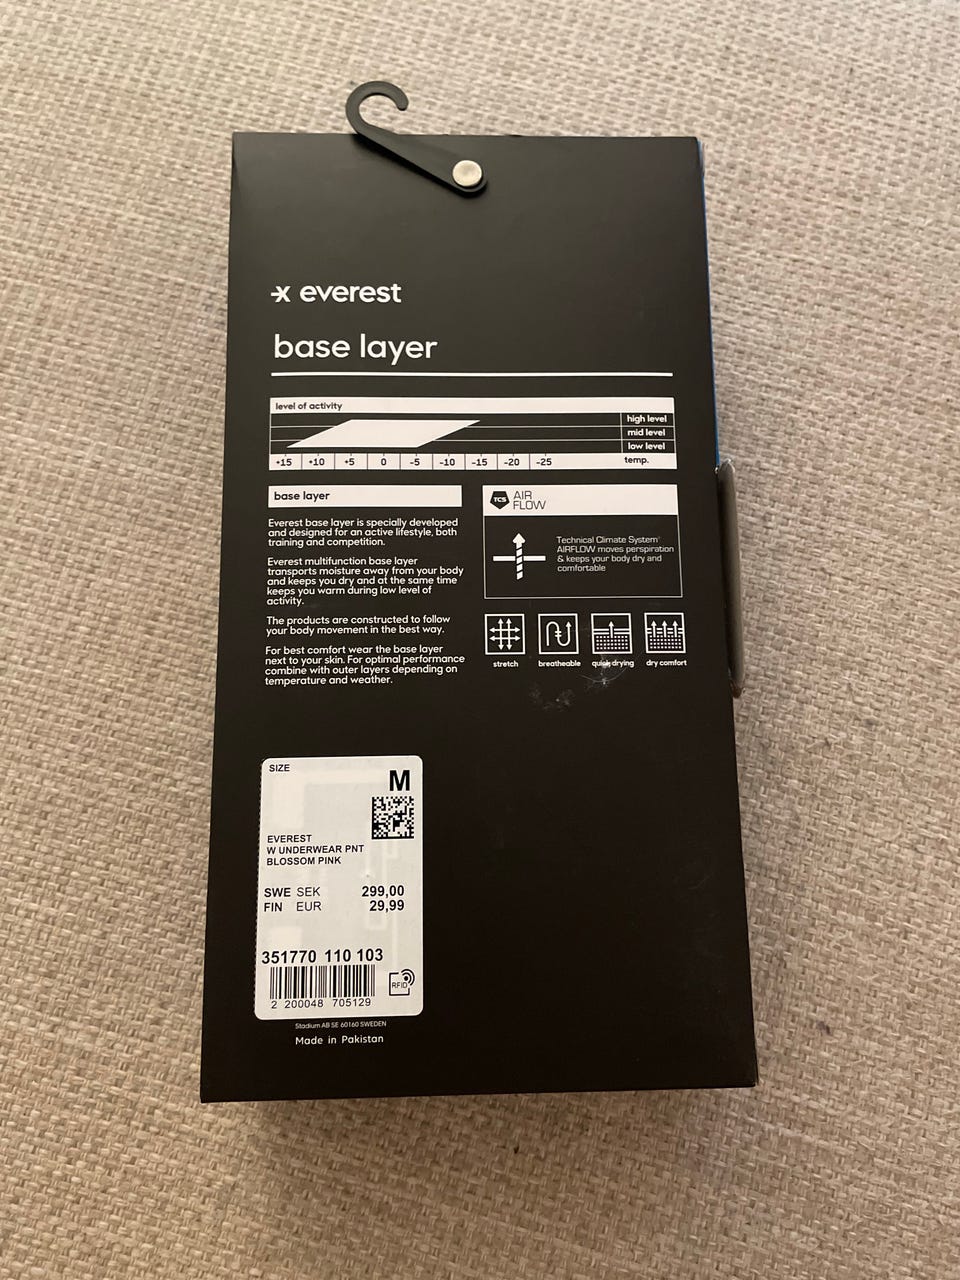 everest
base layer
level of activity
high level
mid level
low level
+15 +10 +5 0 -5 -10 -15 -20 -25 temp.
base layer
Everest base layer is specially developed
and designed for an active lifestyle, both
training and competition.
Everest multifunction base layer
transports moisture away from your body
and keeps you dry and at the same time
keeps you warm during low level of
activity.
The products are constructed to follow
your body movement in the best way.
For best comfort wear the base layer
next to your skin. For optimal performance
combine with outer layers depending on
temperature and weather.
TCS
AIR
FLOW
Technical Climate System®
AIRFLOW moves perspiration
& keeps your body dry and
comfortable
stretch breatheable quick drying dry comfort
SIZE
M
EVEREST
W UNDERWEAR PNT
BLOSSOM PINK
SWE SEK 299,00
FIN EUR 29,99
351770 110 103
RFID
2 200048 705129
Stadium AB SE 60160 SWEDEN
Made in Pakistan